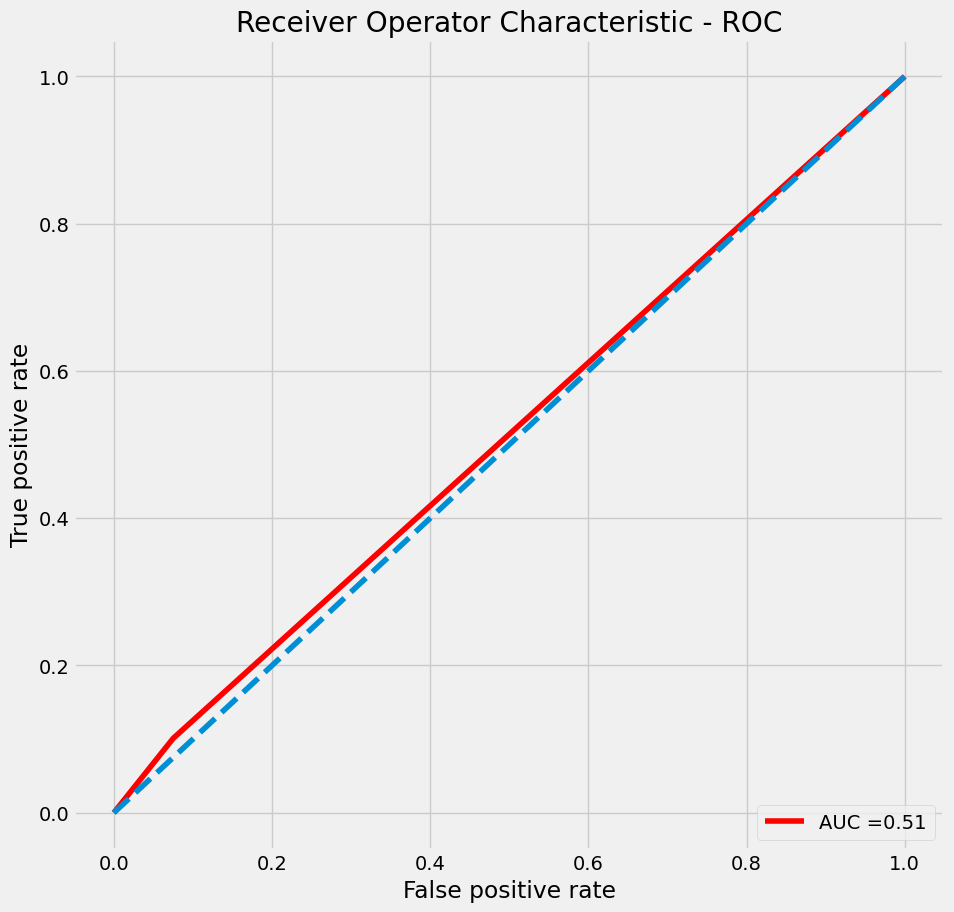 Receiver Operator Characteristic - ROC
True positive rate
1.0
0.8
0.6
0.4
0.2
0.0
AUC =0.51
0.0 0.2 0.4 0.6 0.8 1.0
False positive rate